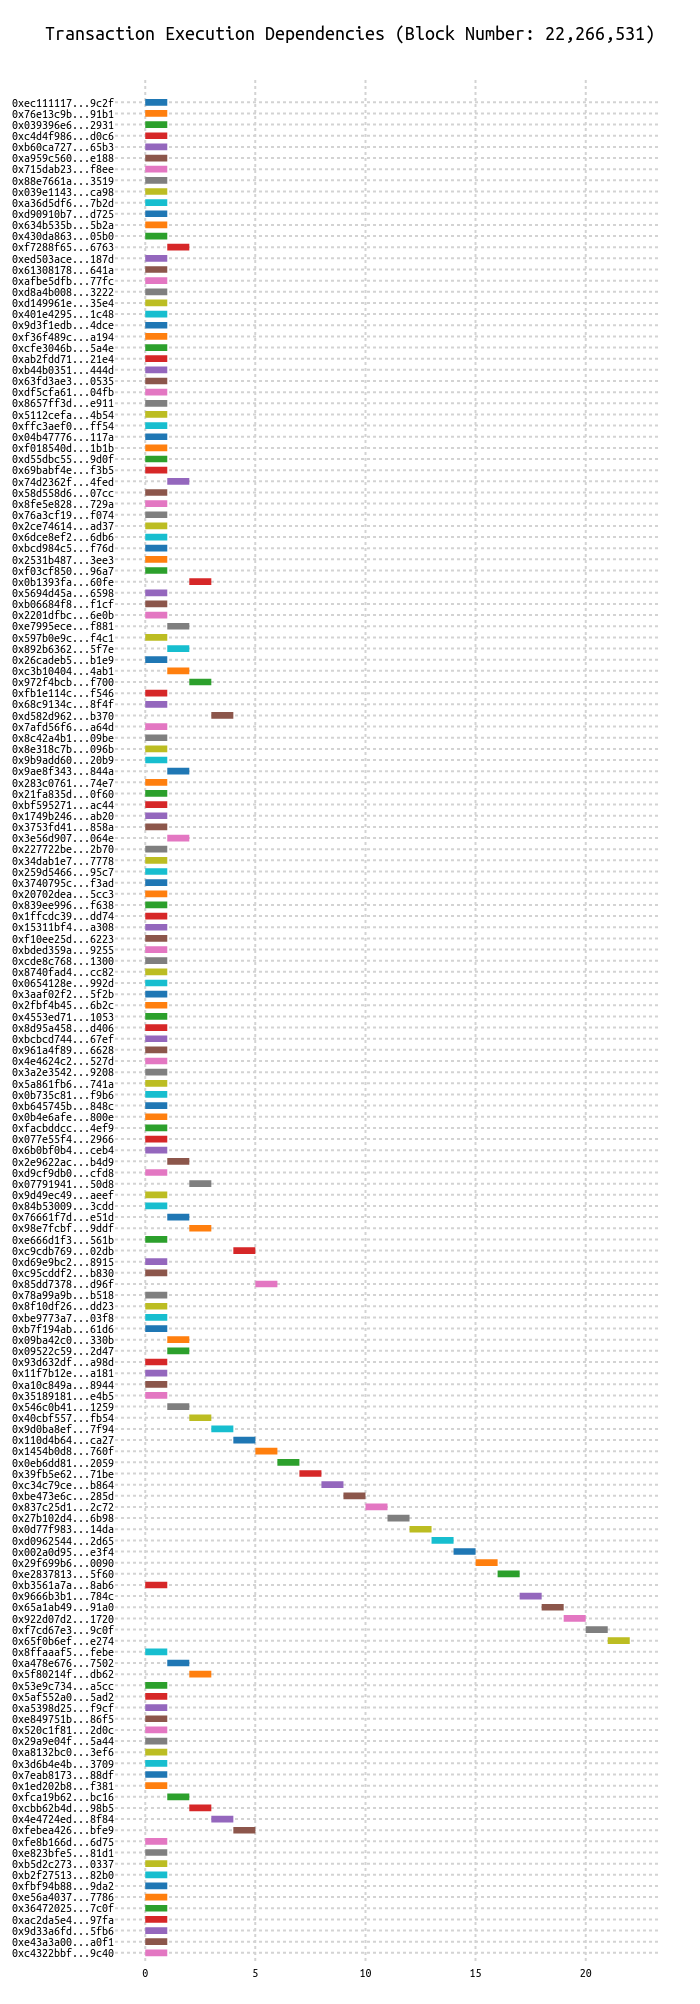 Transaction Execution Dependencies (Block Number: 22,266,531)
0xec111117...9c2f
0x76e13c9b...91b1
0x039396e6...2931
0xc4d4f986...d0c6
0xb60ca727...65b3
0xa959c560...e188
0x715dab23...f8ee
0x88e7661a...3519
0x039e1143...ca98
0xa36d5df6...7b2d
0xd90910b7...d725
0x634b535b...5b2a
0x430da863...05b0
0xf7288f65...6763
0xed503ace...187d
0x61308178...641a
0xafbe5dfb...77fc
0xd8a4b008...3222
0xd149961e...35e4
0x401e4295...1c48
0x9d3f1edb...4dce
0xf36f489c...a194
0xcfe3046b...5a4e
0xab2fdd71...21e4
0xb44b0351...444d
0x63fd3ae3...0535
0xdf5cfa61...04fb
0x8657ff3d...e911
0x5112cefa...4b54
0xffc3aef0...ff54
0x04b47776...117a
0xf018540d...1b1b
0xd55dbc55...9d0f
0x69babf4e...f3b5
0x74d2362f...4fed
0x58d558d6...07cc
0x8fe5e828...729a
0x76a3cf19...f074
0x2ce74614...ad37
0x6dce8ef2...6db6
0xbcd984c5...f76d
0x2531b487...3ee3
0xf03cf850...96a7
0x0b1393fa...60fe
0x5694d45a...6598
0xb06684f8...f1cf
0x2201dfbc...6e0b
0xe7995ece...f881
0x597b0e9c...f4c1
0x892b6362...5f7e
0x26cadeb5...b1e9
0xc3b10404...4ab1
0x972f4bcb...f700
0xfb1e114c...f546
0x68c9134c...8f4f
0xd582d962...b370
0x7afd56f6...a64d
0x8c42a4b1...09be
0x8e318c7b...096b
0x9b9add60...20b9
0x9ae8f343...844a
0x283c0761...74e7
0x21fa835d...0f60
0xbf595271...ac44
0x1749b246...ab20
0x3753fd41...858a
0x3e56d907...064e
0x227722be...2b70
0x34dab1e7...7778
0x259d5466...95c7
0x3740795c...f3ad
0x20702dea...5cc3
0x839ee996...f638
0x1ffcdc39...dd74
0x15311bf4...a308
0xf10ee25d...6223
0xbded359a...9255
0xcde8c768...1300
0x8740fad4...cc82
0x0654128e...992d
0x3aaf02f2...5f2b
0x2fbf4b45...6b2c
0x4553ed71...1053
0x8d95a458...d406
0xbcbcd744...67ef
0x961a4f89...6628
0x4e4624c2...527d
0x3a2e3542...9208
0x5a861fb6...741a
0x0b735c81...f9b6
0xb645745b...848c
0x0b4e6afe...800e
0xfacbddcc...4ef9
0x077e55f4...2966
0x6b0bf0b4...ceb4
0x2e9622ac...b4d9
0xd9cf9db0...cfd8
0x07791941...50d8
0x9d49ec49...aeef
0x84b53009...3cdd
0x76661f7d...e51d
0x98e7fcbf...9ddf
0xe666d1f3...561b
0xc9cdb769...02db
0xd69e9bc2...8915
0xc95cddf2...b830
0x85dd7378...d96f
0x78a99a9b...b518
0x8f10df26...dd23
0xbe9773a7...03f8
0xb7f194ab...61d6
0x09ba42c0...330b
0x09522c59...2d47
0x93d632df...a98d
0x11f7b12e...a181
0xa10c849a...8944
0x35189181...e4b5
0x546c0b41...1259
0x40cbf557...fb54
0x9d0ba8ef...7f94
0x110d4b64...ca27
0x1454b0d8...760f
0x0eb6dd81...2059
0x39fb5e62...71be
0xc34c79ce...b864
0xbe473e6c...285d
0x837c25d1...2c72
0x27b102d4...6b98
0x0d77f983...14da
0xd0962544...2d65
0x002a0d95...e3f4
0x29f699b6...0090
0xe2837813...5f60
0xb3561a7a...8ab6
0x9666b3b1...784c
0x65a1ab49...91a0
0x922d07d2...1720
0xf7cd67e3...9c0f
0x65f0b6ef...e274
0x8ffaaaf5...febe
0xa478e676...7502
0x5f80214f...db62
0x53e9c734...a5cc
0x5af552a0...5ad2
0xa5398d25...f9cf
0xe849751b...86f5
0x520c1f81...2d0c
0x29a9e04f...5a44
0xa8132bc0...3ef6
0x3d6b4e4b...3709
0x7eab8173...88df
0x1ed202b8...f381
0xfca19b62...bc16
0xcbb62b4d...98b5
0x4e4724ed...8f84
0xfebea426...bfe9
0xfe8b166d...6d75
0xe823bfe5...81d1
0xb5d2c273...0337
0xb2f27513...82b0
0xfbf94b88...9da2
0xe56a4037...7786
0x36472025...7c0f
0xac2da5e4...97fa
0x9d33a6fd...5fb6
0xe43a3a00...a0f1
0xc4322bbf...9c40
0 5 10 15 20